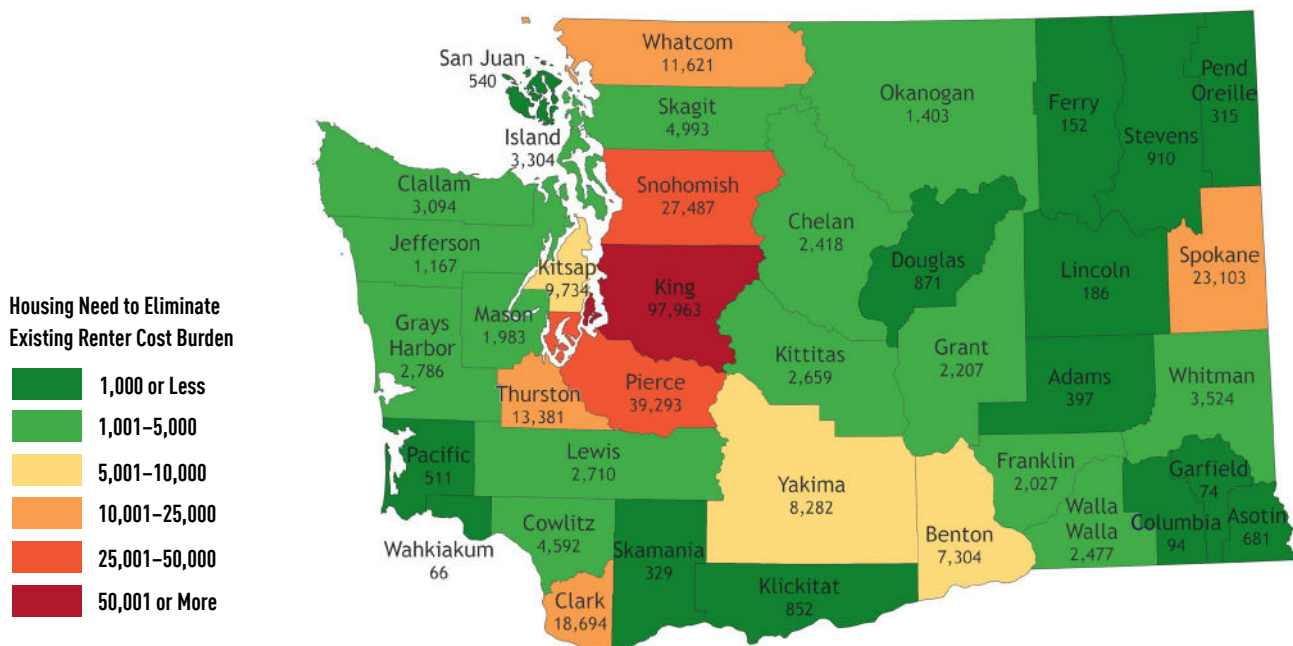 Housing Need to Eliminate
Existing Renter Cost Burden
1,000 or Less
1,001–5,000
5,001–10,000
10,001–25,000
25,001–50,000
50,001 or More
Whatcom
11,621
San Juan
540
Skagit
4,993
Island
3,304
Okanogan
1,403
Ferry
152
Stevens
910
Pend
Oreille
315
Clallam
3,094
Snohomish
27,487
Chelan
2,418
Jefferson
1,167
Kitsap
9,734
King
97,963
Douglas
871
Lincoln
186
Spokane
23,103
Grays
Harbor
2,786
Mason
1,983
Kittitas
2,659
Grant
2,207
Adams
397
Whitman
3,524
Thurston
13,381
Pierce
39,293
Pacific
511
Lewis
2,710
Yakima
8,282
Benton
7,304
Franklin
2,027
Walla
Walla
2,477
Columbia
94
Garfield
74
Asotin
681
Wahkiakum
66
Cowlitz
4,592
Skamania
329
Klickitat
852
Clark
18,694